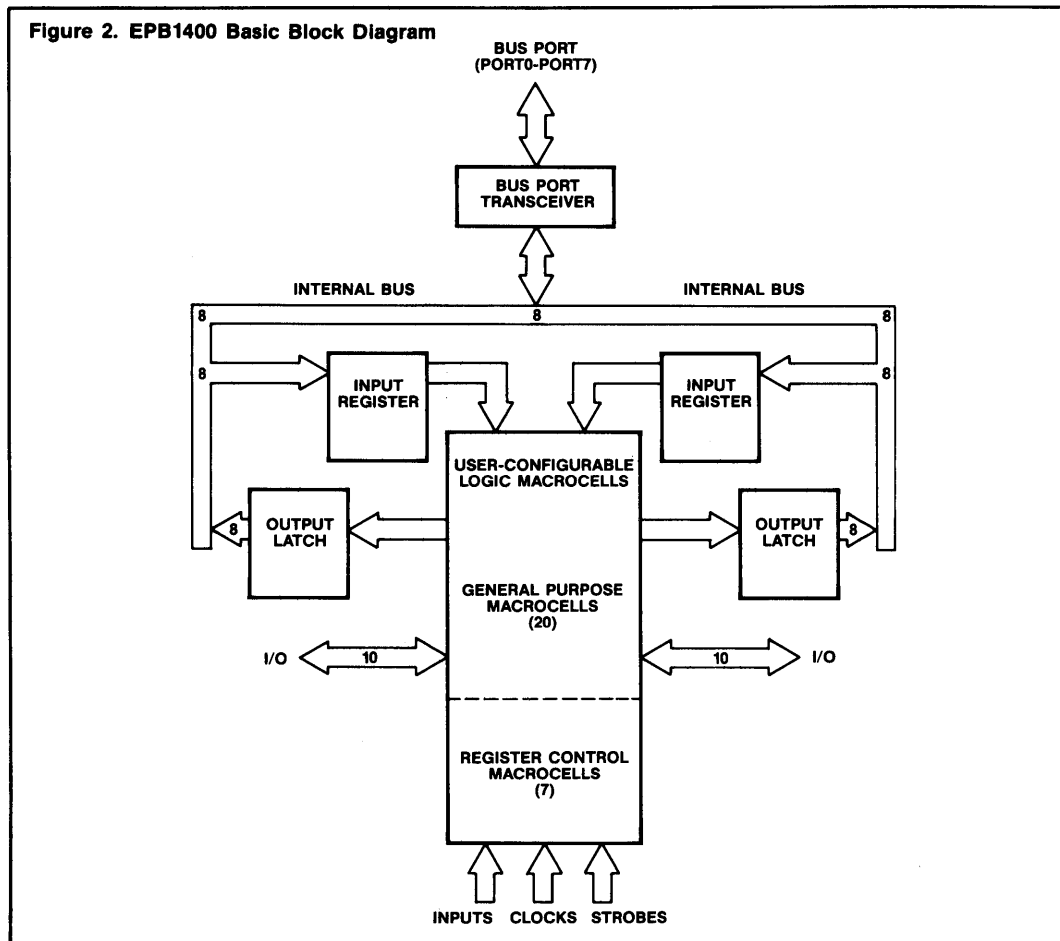 Figure 2. EPB1400 Basic Block Diagram
BUS PORT
(PORT0-PORT7)
BUS PORT
TRANSCEIVER
INTERNAL BUS
INTERNAL BUS
8
8
8
8
8
INPUT
REGISTER
INPUT
REGISTER
USER-CONFIGURABLE
LOGIC MACROCELLS
8
OUTPUT
LATCH
OUTPUT
LATCH
8
GENERAL PURPOSE
MACROCELLS
(20)
I/O
10
10
I/O
REGISTER CONTROL
MACROCELLS
(7)
INPUTS CLOCKS STROBES